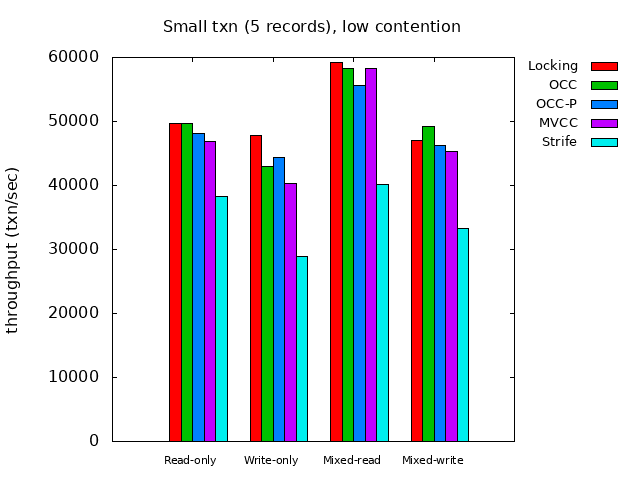 Small txn (5 records), low contention
60000
50000
40000
30000
20000
10000
0
throughput (txn/sec)
Read-only
Write-only
Mixed-read
Mixed-write
Locking
OCC
OCC-P
MVCC
Strife